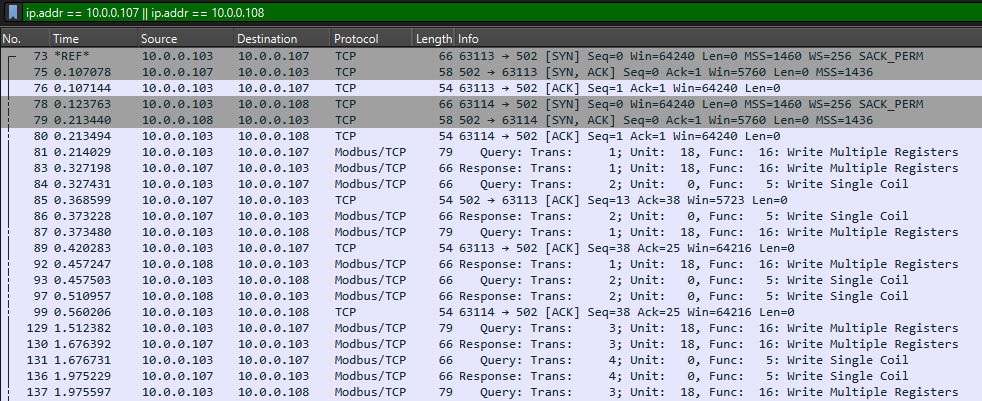 ip.addr == 10.0.0.107 || ip.addr == 10.0.0.108
No. Time Source Destination Protocol Length Info
73 *REF* 10.0.0.103 10.0.0.107 TCP 66 63113 → 502 [SYN] Seq=0 Win=64240 Len=0 MSS=1460 WS=256 SACK_PERM
75 0.107078 10.0.0.107 10.0.0.103 TCP 58 502 → 63113 [SYN, ACK] Seq=0 Ack=1 Win=5760 Len=0 MSS=1436
76 0.107144 10.0.0.103 10.0.0.107 TCP 54 63113 → 502 [ACK] Seq=1 Ack=1 Win=64240 Len=0
78 0.123763 10.0.0.103 10.0.0.108 TCP 66 63114 → 502 [SYN] Seq=0 Win=64240 Len=0 MSS=1460 WS=256 SACK_PERM
79 0.213440 10.0.0.108 10.0.0.103 TCP 58 502 → 63114 [SYN, ACK] Seq=0 Ack=1 Win=5760 Len=0 MSS=1436
80 0.213494 10.0.0.103 10.0.0.108 TCP 54 63114 → 502 [ACK] Seq=1 Ack=1 Win=64240 Len=0
81 0.214029 10.0.0.103 10.0.0.107 Modbus/TCP 79 Query: Trans: 1; Unit: 18, Func: 16: Write Multiple Registers
83 0.327198 10.0.0.107 10.0.0.103 Modbus/TCP 66 Response: Trans: 1; Unit: 18, Func: 16: Write Multiple Registers
84 0.327431 10.0.0.103 10.0.0.107 Modbus/TCP 66 Query: Trans: 2; Unit: 0, Func: 5: Write Single Coil
85 0.368599 10.0.0.107 10.0.0.103 TCP 54 502 → 63113 [ACK] Seq=13 Ack=38 Win=5723 Len=0
86 0.373228 10.0.0.107 10.0.0.103 Modbus/TCP 66 Response: Trans: 2; Unit: 0, Func: 5: Write Single Coil
87 0.373480 10.0.0.103 10.0.0.108 Modbus/TCP 79 Query: Trans: 1; Unit: 18, Func: 16: Write Multiple Registers
89 0.420283 10.0.0.103 10.0.0.107 TCP 54 63113 → 502 [ACK] Seq=38 Ack=25 Win=64216 Len=0
92 0.457247 10.0.0.108 10.0.0.103 Modbus/TCP 66 Response: Trans: 1; Unit: 18, Func: 16: Write Multiple Registers
93 0.457503 10.0.0.103 10.0.0.108 Modbus/TCP 66 Query: Trans: 2; Unit: 0, Func: 5: Write Single Coil
97 0.510957 10.0.0.108 10.0.0.103 Modbus/TCP 66 Response: Trans: 2; Unit: 0, Func: 5: Write Single Coil
99 0.560206 10.0.0.103 10.0.0.108 TCP 54 63114 → 502 [ACK] Seq=38 Ack=25 Win=64216 Len=0
129 1.512382 10.0.0.103 10.0.0.107 Modbus/TCP 79 Query: Trans: 3; Unit: 18, Func: 16: Write Multiple Registers
130 1.676392 10.0.0.107 10.0.0.103 Modbus/TCP 66 Response: Trans: 3; Unit: 18, Func: 16: Write Multiple Registers
131 1.676731 10.0.0.103 10.0.0.107 Modbus/TCP 66 Query: Trans: 4; Unit: 0, Func: 5: Write Single Coil
136 1.975229 10.0.0.107 10.0.0.103 Modbus/TCP 66 Response: Trans: 4; Unit: 0, Func: 5: Write Single Coil
137 1.975597 10.0.0.103 10.0.0.108 Modbus/TCP 79 Query: Trans: 3; Unit: 18, Func: 16: Write Multiple Registers